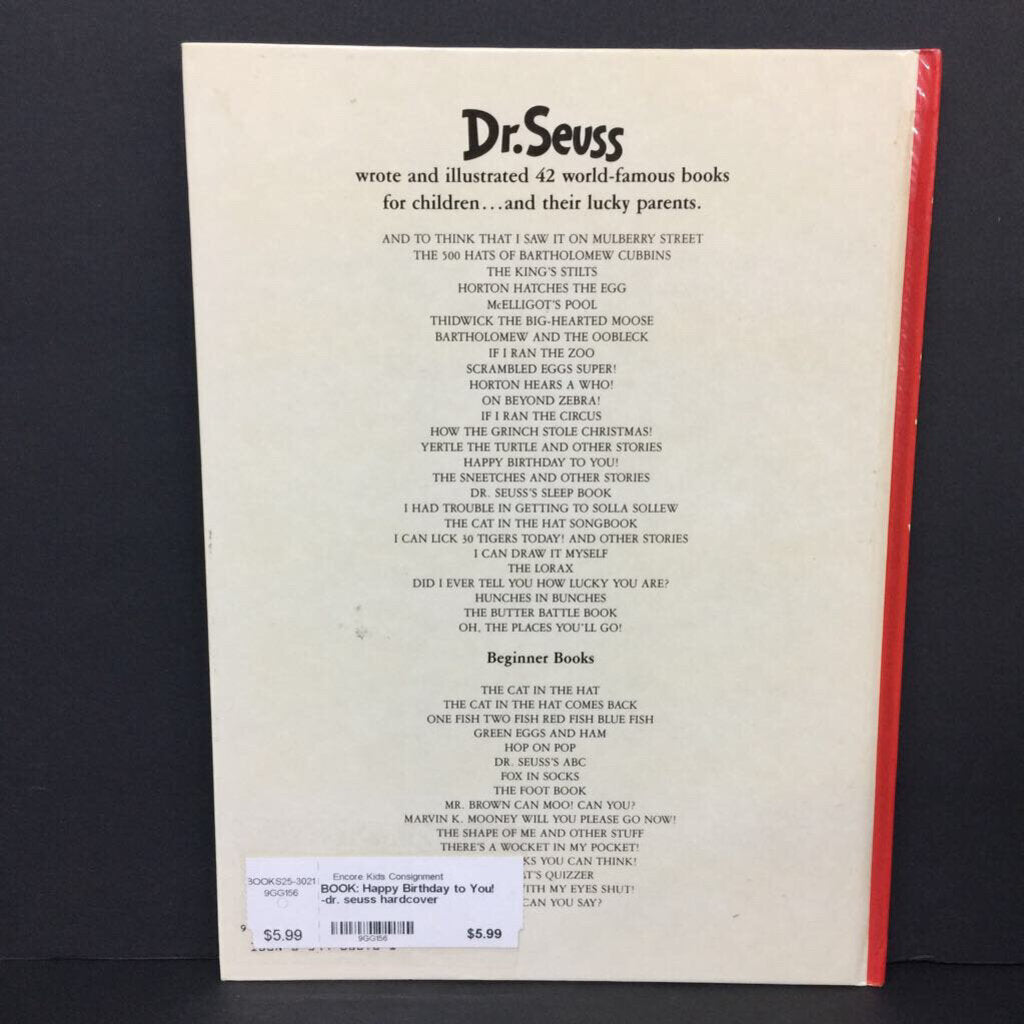 Dr. Seuss
wrote and illustrated 42 world-famous books
for children...and their lucky parents.
AND TO THINK THAT I SAW IT ON MULBERRY STREET
THE 500 HATS OF BARTHOLOMEW CUBBINS
THE KING'S STILTS
HORTON HATCHES THE EGG
McELLIGOT'S POOL
THIDWICK THE BIG-HEARTED MOOSE
BARTHOLOMEW AND THE OOBLECK
IF I RAN THE ZOO
SCRAMBLED EGGS SUPER!
HORTON HEARS A WHO!
ON BEYOND ZEBRA!
IF I RAN THE CIRCUS
HOW THE GRINCH STOLE CHRISTMAS!
YERTLE THE TURTLE AND OTHER STORIES
HAPPY BIRTHDAY TO YOU!
THE SNEETCHES AND OTHER STORIES
DR. SEUSS'S SLEEP BOOK
I HAD TROUBLE IN GETTING TO SOLLA SOLLEW
THE CAT IN THE HAT SONGBOOK
I CAN LICK 30 TIGERS TODAY! AND OTHER STORIES
I CAN DRAW IT MYSELF
THE LORAX
DID I EVER TELL YOU HOW LUCKY YOU ARE?
HUNCHES IN BUNCHES
THE BUTTER BATTLE BOOK
OH, THE PLACES YOU'LL GO!
Beginner Books
THE CAT IN THE HAT
THE CAT IN THE HAT COMES BACK
ONE FISH TWO FISH RED FISH BLUE FISH
GREEN EGGS AND HAM
HOP ON POP
DR. SEUSS'S ABC
FOX IN SOCKS
THE FOOT BOOK
MR. BROWN CAN MOO! CAN YOU?
MARVIN K. MOONEY WILL YOU PLEASE GO NOW!
THE SHAPE OF ME AND OTHER STUFF
THERE'S A WOCKET IN MY POCKET!
YOU CAN THINK!
QUIZZER
WITH MY EYES SHUT!
CAN YOU SAY?
BOOKS25-3021
9GG156
$5.99
Encore Kids Consignment
BOOK: Happy Birthday to You!
-dr. seuss hardcover
9GG156
$5.99